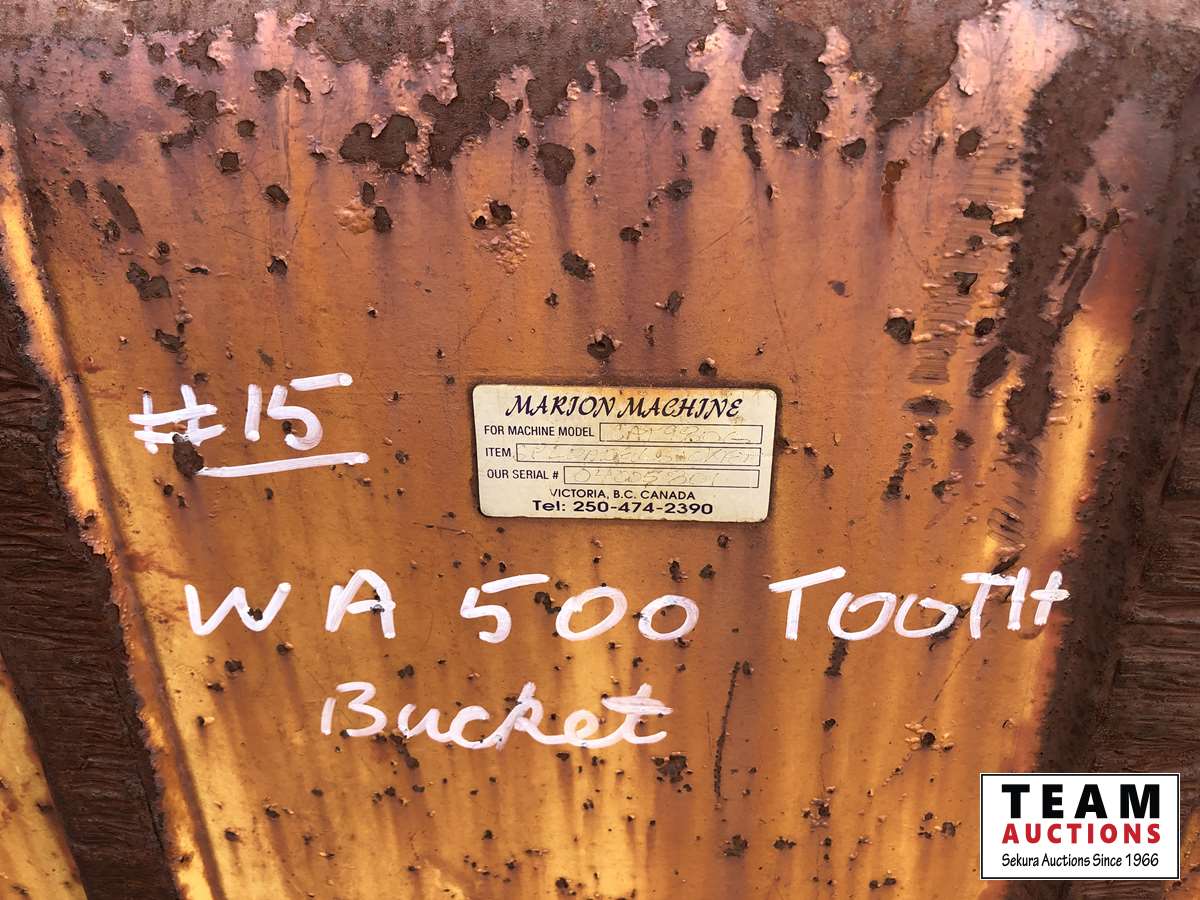 #15
MARION MACHINE
FOR MACHINE MODEL CAT980G
ITEM
OUR SERIAL #
VICTORIA, B.C. CANADA
Tel: 250-474-2390
WA 500 TOOTH
Bucket
TEAM
AUCTIONS
Sekura Auctions Since 1966